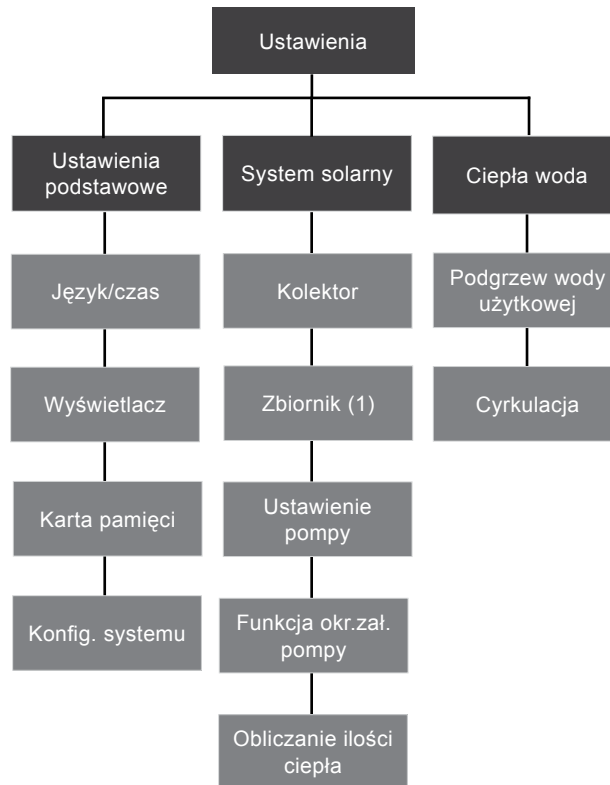 Ustawienia
Ustawienia
podstawowe
System solarny
Ciepła woda
Język/czas
Kolektor
Podgrzew wody
użytkowej
Wyświetlacz
Zbiornik (1)
Cyrkulacja
Karta pamięci
Ustawienie
pompy
Konfig. systemu
Funkcja okr.zał.
pompy
Obliczanie ilości
ciepła